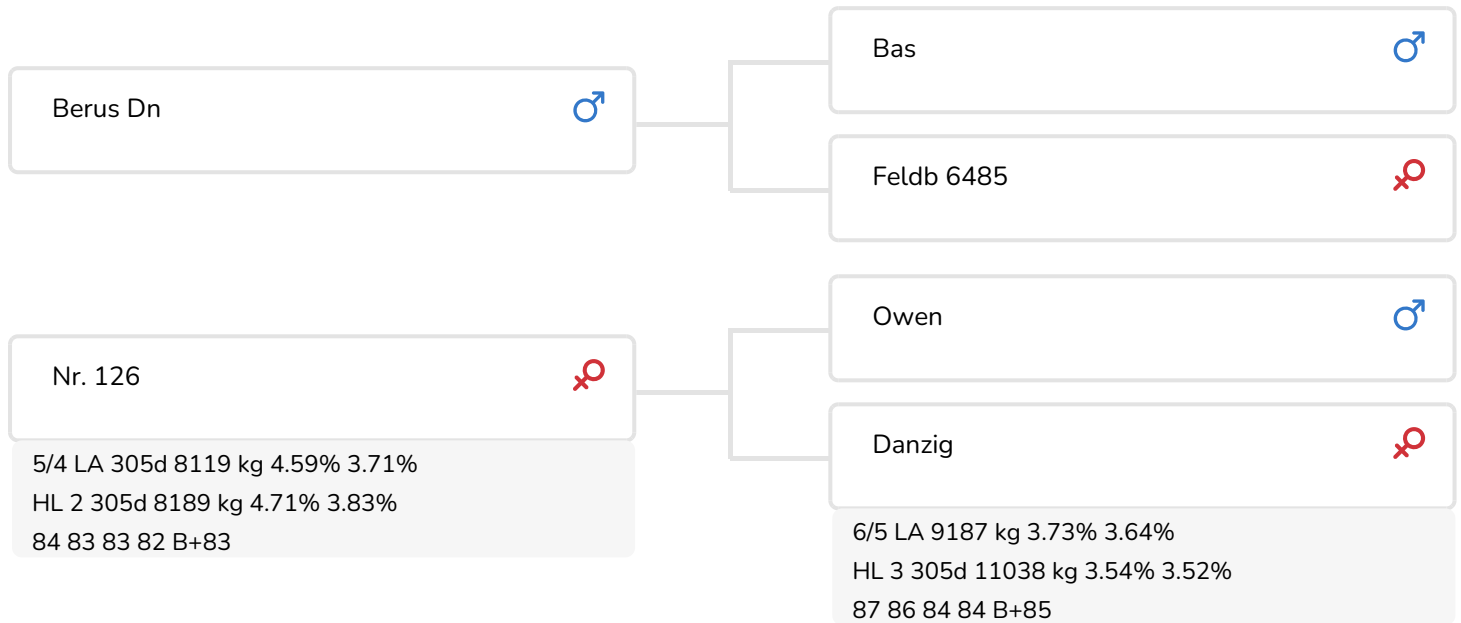 Bas
Berus Dn
Feldb 6485
Owen
Nr. 126
5/4 LA 305d 8119 kg 4.59% 3.71%
HL 2 305d 8189 kg 4.71% 3.83%
84 83 83 82 B+83
Danzig
6/5 LA 9187 kg 3.73% 3.64%
HL 3 305d 11038 kg 3.54% 3.52%
87 86 84 84 B+85